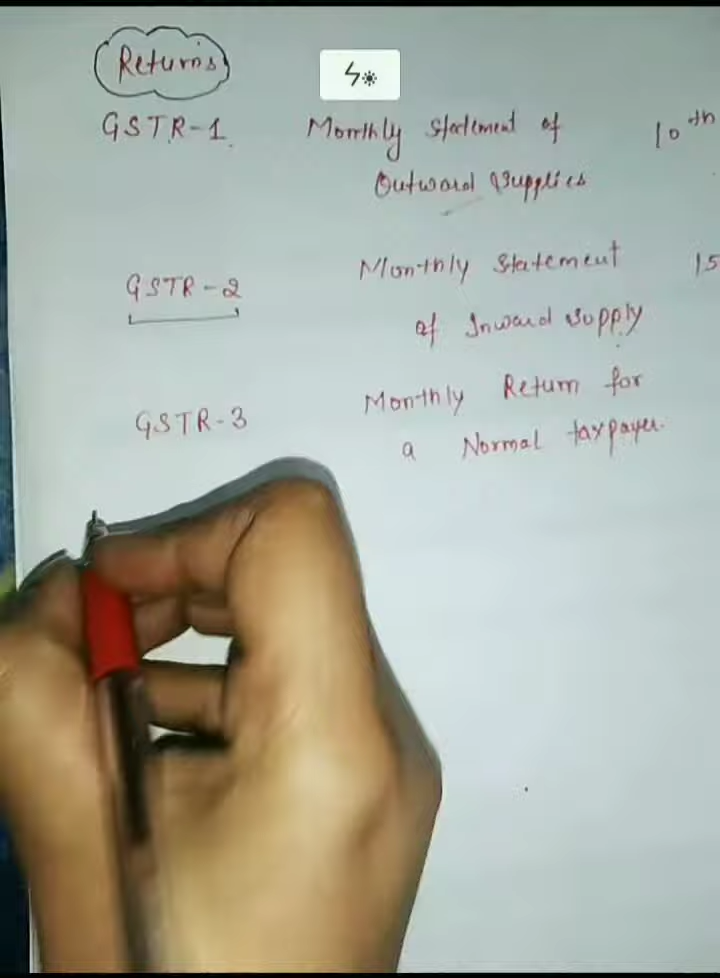 Returns
GSTR-1 Monthly Statement of 10th
Outward Supplies
GSTR-2 Monthly Statement 15
of Inward Supply
GSTR-3 Monthly Return for
a Normal taxpayer.